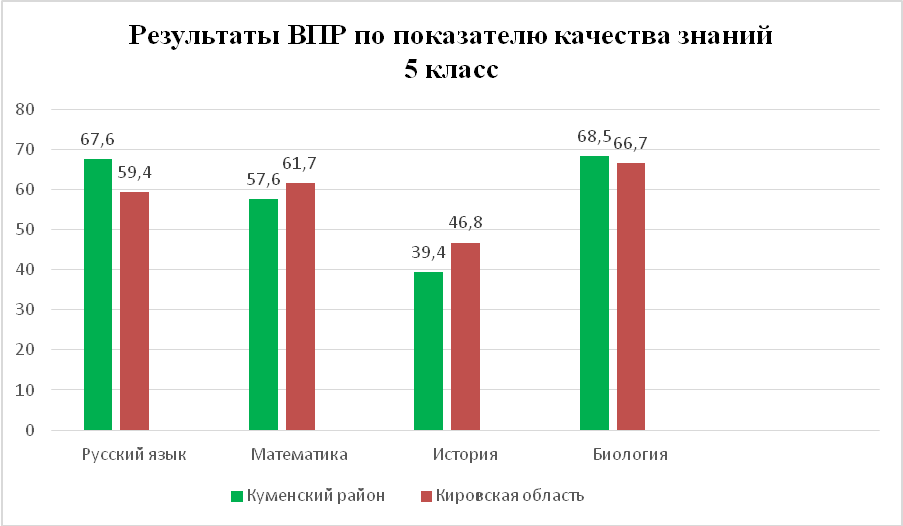 Результаты ВПР по показателю качества знаний
5 класс
80
70
60
50
40
30
20
10
0
67,6
59,4
57,6
61,7
39,4
46,8
68,5
66,7
Русский язык
Математика
История
Биология
Куменский район
Кировская область